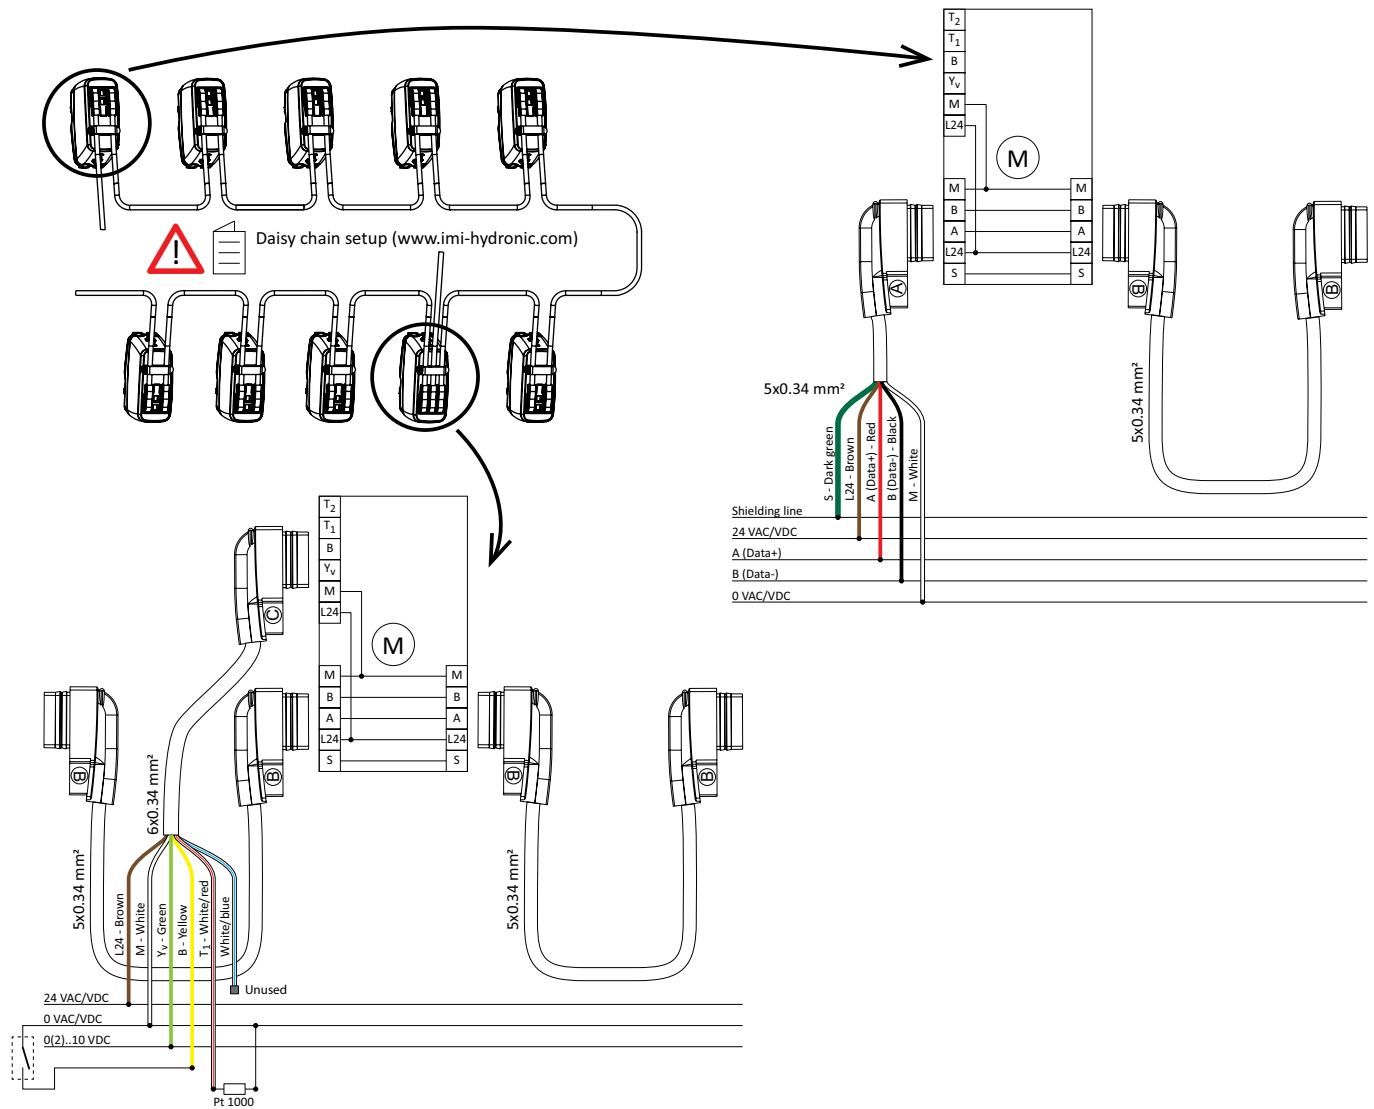 T2
T1
B
Yv
M
L24
M
M
M
B
B
A
A
L24
L24
S
S
A
B
B
Daisy chain setup (www.imi-hydronic.com)
5x0.34 mm²
5x0.34 mm²
S - Dark green
L24 - Brown
A (Data+) - Red
B (Data-) - Black
M - White
Shielding line
24 VAC/VDC
A (Data+)
B (Data-)
0 VAC/VDC
T2
T1
B
Yv
M
L24
M
M
M
B
B
A
A
L24
L24
S
S
C
B
B
B
B
6x0.34 mm²
5x0.34 mm²
5x0.34 mm²
L24 - Brown
M - White
Yv - Green
B - Yellow
T1 - White/red
White/blue
Unused
24 VAC/VDC
0 VAC/VDC
0(2)..10 VDC
Pt 1000